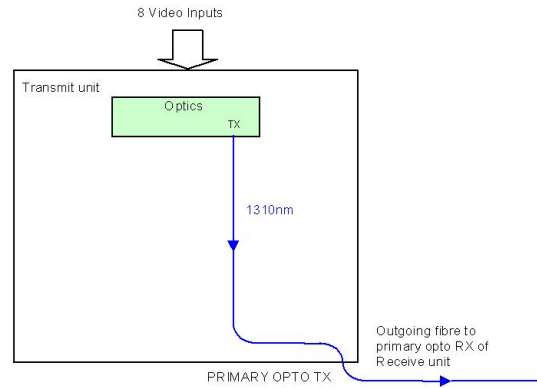 8 Video Inputs
Transmit unit
Optics
TX
1310nm
Outgoing fibre to
primary opto RX of
Receive unit
PRIMARY OPTO TX